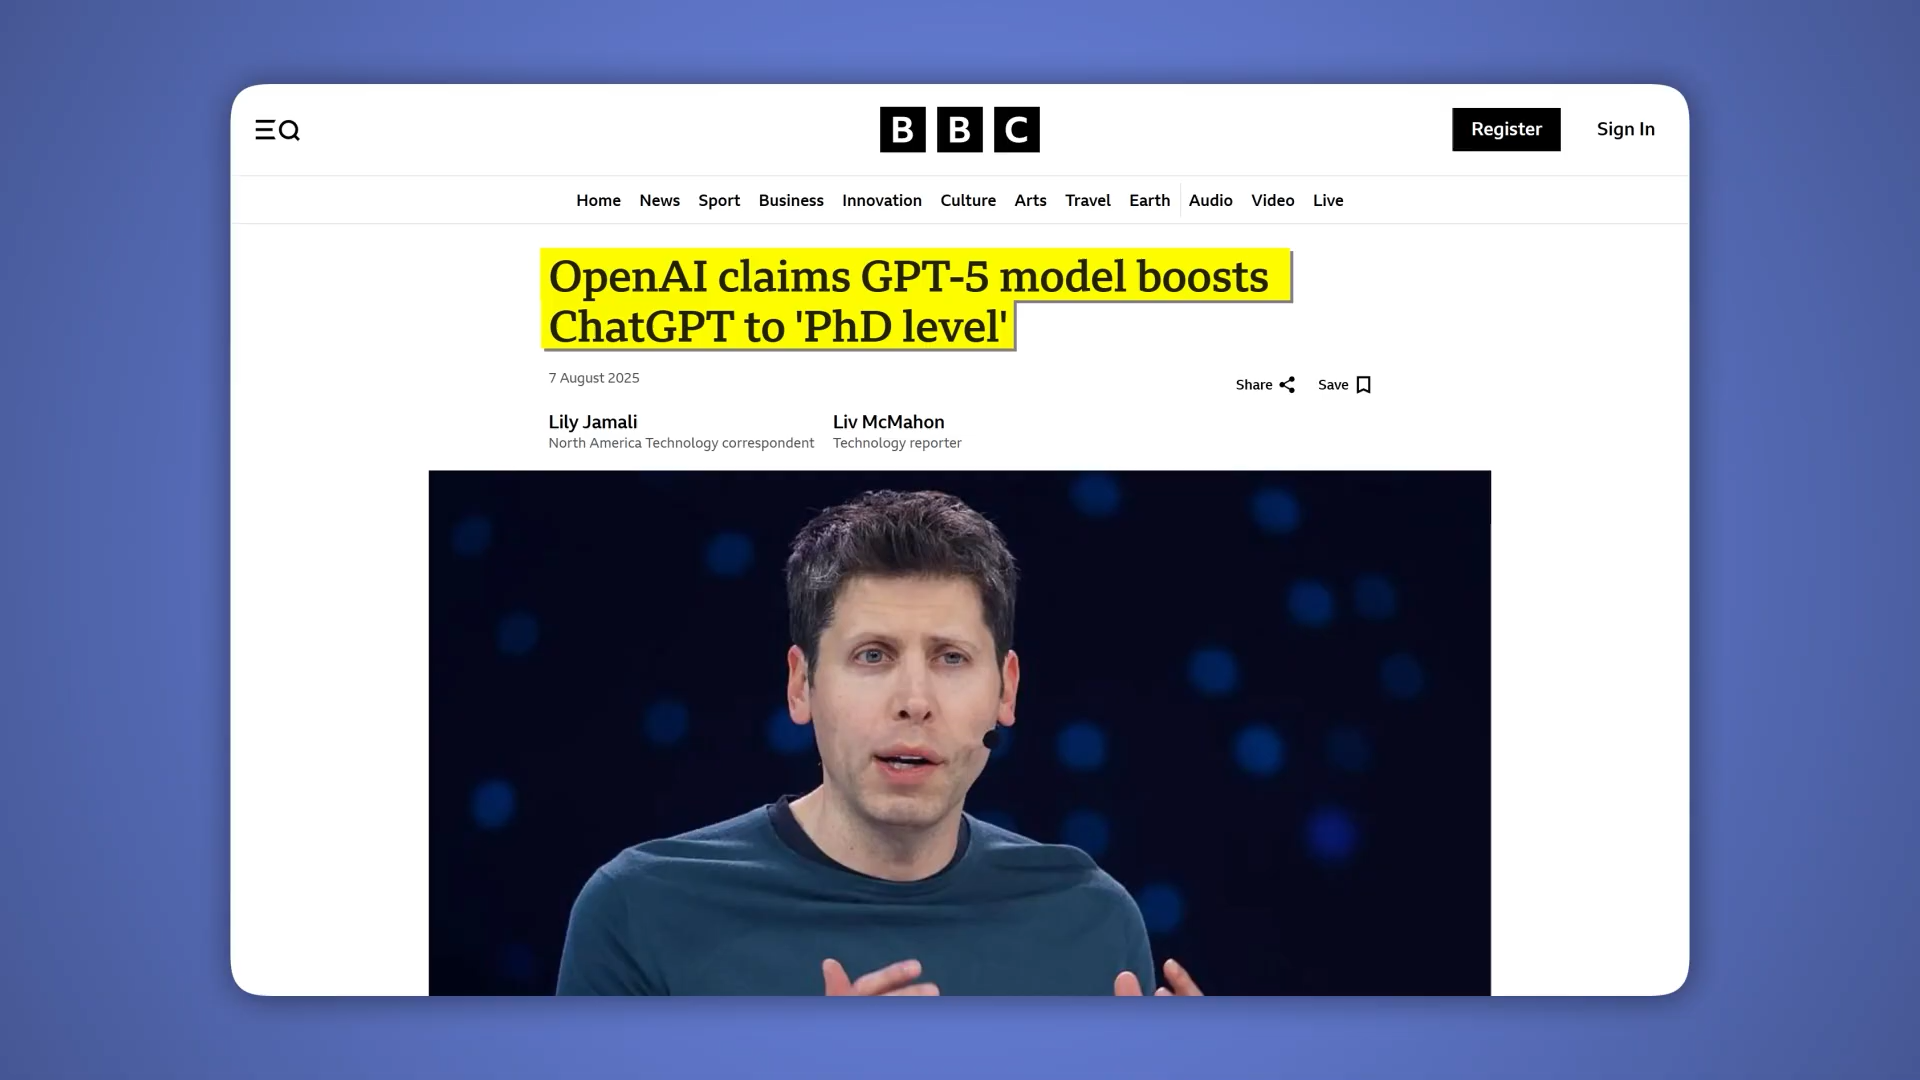 BBC
Register
Sign In
Home News Sport Business Innovation Culture Arts Travel Earth Audio Video Live
OpenAI claims GPT-5 model boosts
ChatGPT to 'PhD level'
7 August 2025
Share
Save
Lily Jamali
North America Technology correspondent
Liv McMahon
Technology reporter